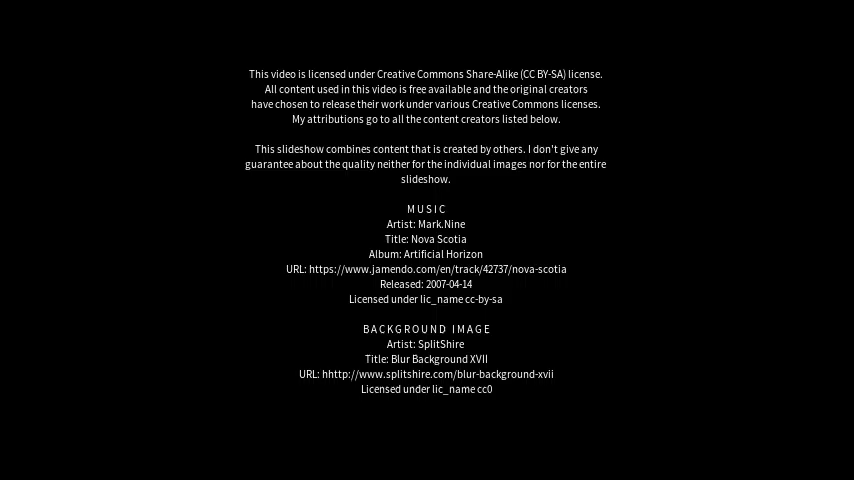 This video is licensed under Creative Commons Share-Alike (CC BY-SA) license.
All content used in this video is free available and the original creators
have chosen to release their work under various Creative Commons licenses.
My attributions go to all the content creators listed below.
This slideshow combines content that is created by others. I don't give any
guarantee about the quality neither for the individual images nor for the entire
slideshow.
MUSIC
Artist: Mark.Nine
Title: Nova Scotia
Album: Artificial Horizon
URL: https://www.jamendo.com/en/track/42737/nova-scotia
Released: 2007-04-14
Licensed under lic_name cc-by-sa
BACKGROUND IMAGE
Artist: SplitShire
Title: Blur Background XVII
URL: hhttp://www.splitshire.com/blur-background-xvii
Licensed under lic_name cc0